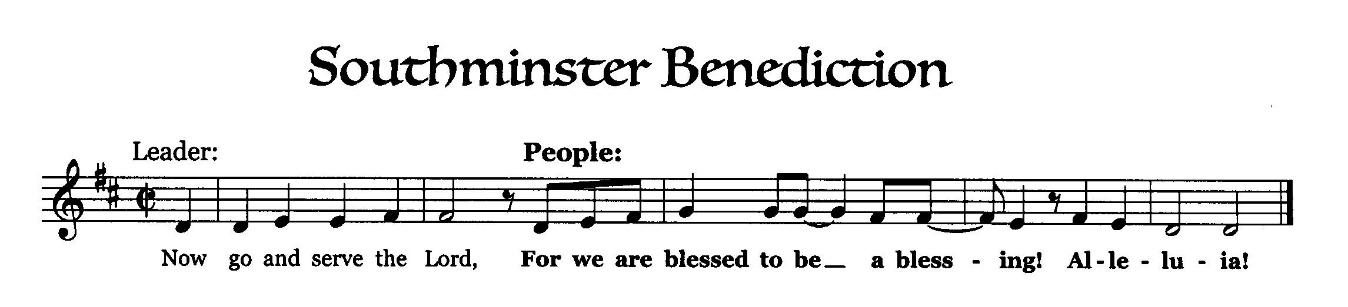 Southminster Benediction
Leader: People:
Now go and serve the Lord, For we are blessed to be_ a bless - ing! Al - le - lu - ia!